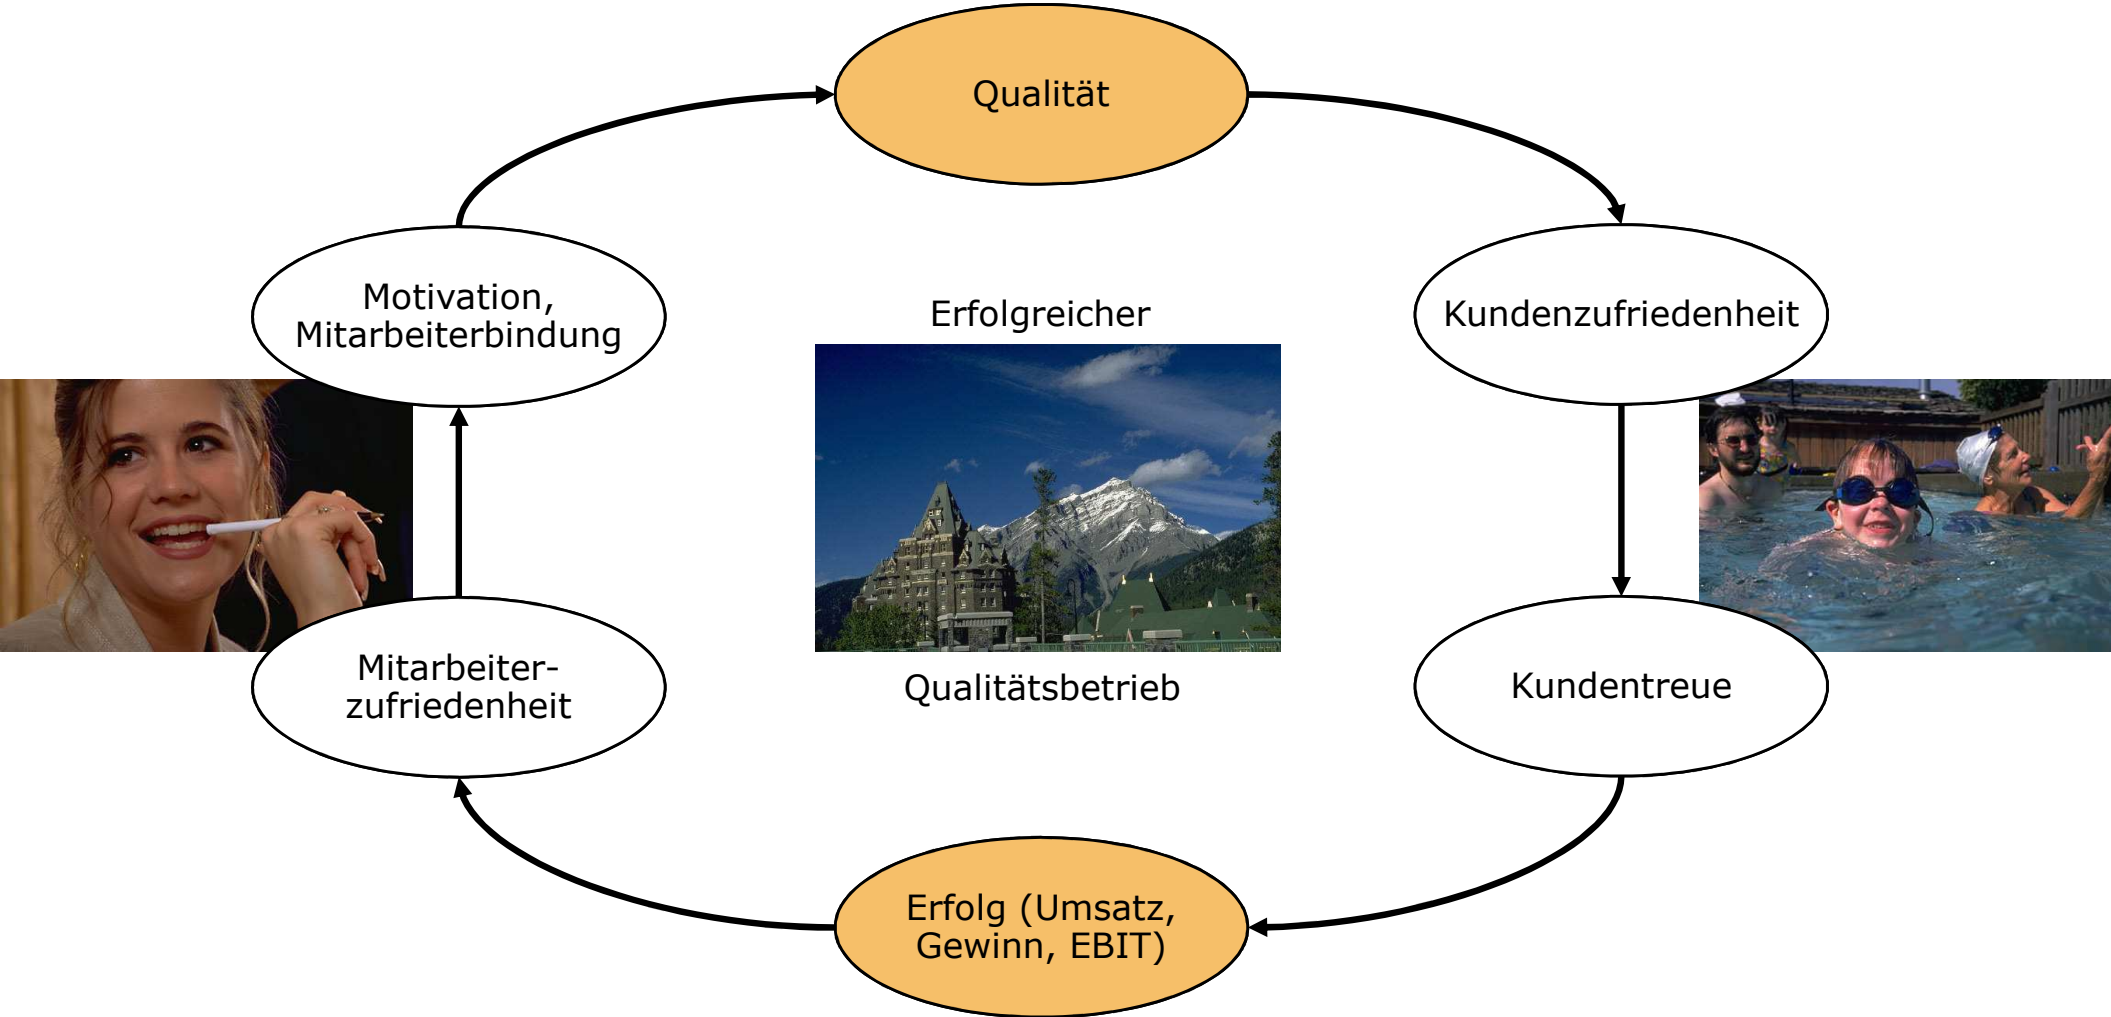 Qualität
Motivation,
Mitarbeiterbindung
Erfolgreicher
Kundenzufriedenheit
Mitarbeiter-
zufriedenheit
Qualitätsbetrieb
Kundentreue
Erfolg (Umsatz,
Gewinn, EBIT)